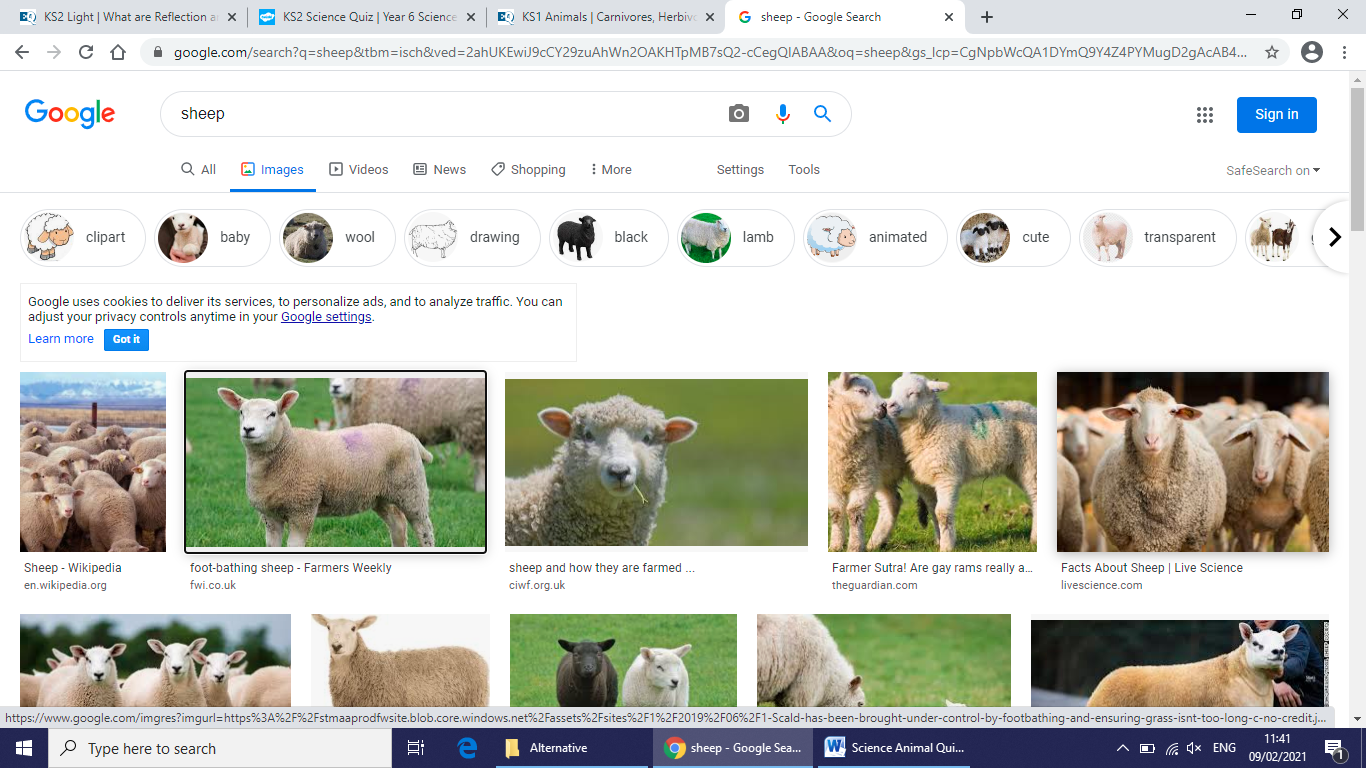 KS2 Light | What are Reflection a
KS2 Science Quiz | Year 6 Science
KS1 Animals | Carnivores, Herbivo
sheep - Google Search
google.com/search?q=sheep&tbm=isch&ved=2ahUKEwiJ9cCY29zuAhWn2OAKHTpMB7sQ2-cCegQIABAA&oq=sheep&gs_lcp=CgNpbWcQA1DYmQ9Y4Z4PYMugD2gAcAB4...
Google
sheep
Sign in
All
Images
Videos
News
Shopping
More
Settings
Tools
SafeSearch on
clipart
baby
wool
drawing
black
lamb
animated
cute
transparent
Google uses cookies to deliver its services, to personalize ads, and to analyze traffic. You can
adjust your privacy controls anytime in your Google settings.
Learn more
Got it
Sheep - Wikipedia
en.wikipedia.org
foot-bathing sheep - Farmers Weekly
fwi.co.uk
sheep and how they are farmed ...
ciwf.org.uk
Farmer Sutra! Are gay rams really a...
theguardian.com
Facts About Sheep | Live Science
livescience.com
https://www.google.com/imgres?imgurl=https%3A%2F%2Fstmaaprodfwsite.blob.core.windows.net%2Fassets%2Fsites%2F1%2F2019%2F06%2F1-Scald-has-been-brought-under-control-by-footbathing-and-ensuring-grass-isnt-too-long-c-no-credit.j...
Type here to search
Alternative
sheep - Google Sea...
Science Animal Qui...
ENG
11:41
09/02/2021
1